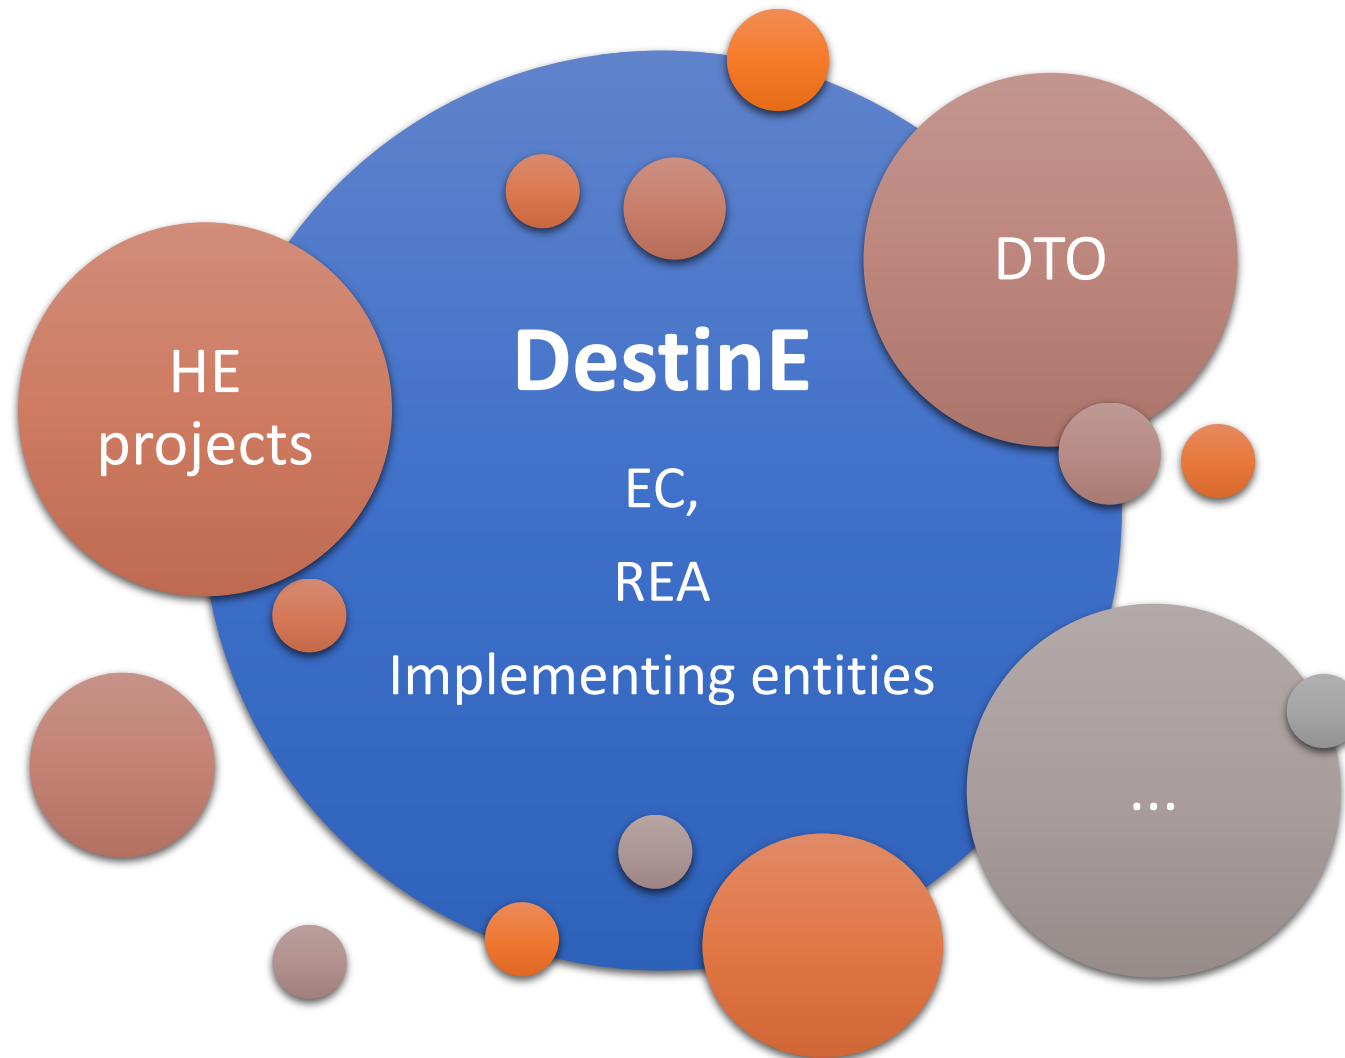 DestinE
EC,
REA
Implementing entities
HE
projects
DTO
...